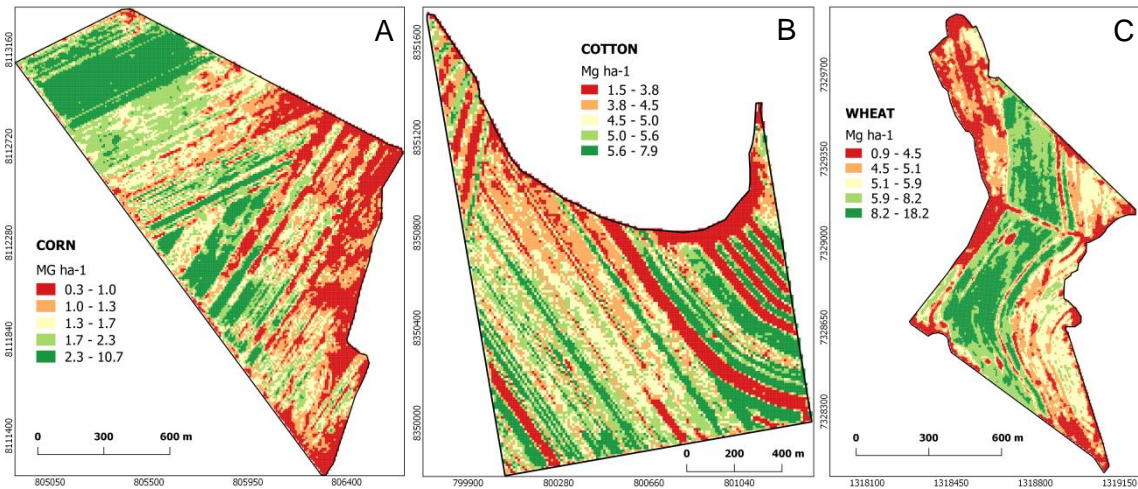 A
CORN
MG ha-1
0.3 - 1.0
1.0 - 1.3
1.3 - 1.7
1.7 - 2.3
2.3 - 10.7
0 300 600 m
8113160
8112720
8112280
8111840
8111400
805050 805500 805950 806400
B
COTTON
Mg ha-1
1.5 - 3.8
3.8 - 4.5
4.5 - 5.0
5.0 - 5.6
5.6 - 7.9
0 200 400 m
8351600
8351200
8350800
8350400
8350000
799900 800280 800660 801040
C
WHEAT
Mg ha-1
0.9 - 4.5
4.5 - 5.1
5.1 - 5.9
5.9 - 8.2
8.2 - 18.2
0 300 600 m
7329700
7329350
7329000
7328650
7328300
1318100 1318450 1318800 1319150